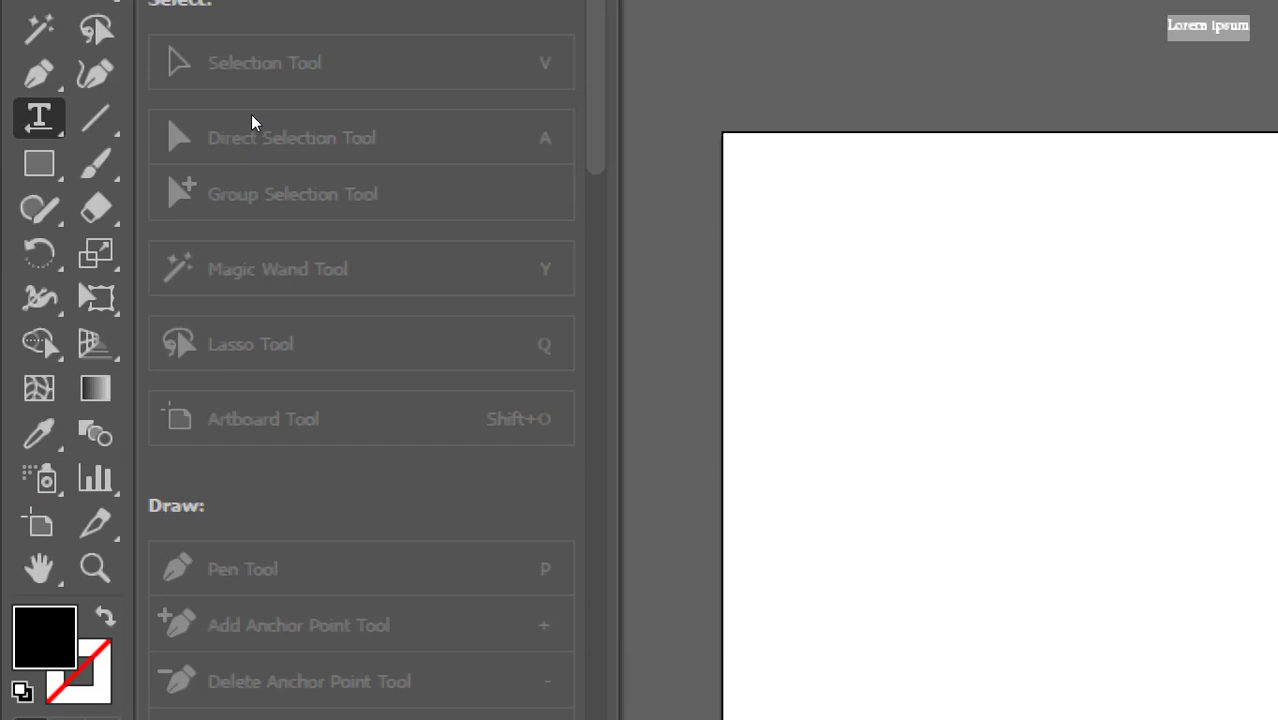 Select:
Lorem ipsum
Selection Tool V
Direct Selection Tool A
Group Selection Tool
Magic Wand Tool Y
Lasso Tool Q
Artboard Tool Shift+O
Draw:
Pen Tool P
Add Anchor Point Tool +
Delete Anchor Point Tool -